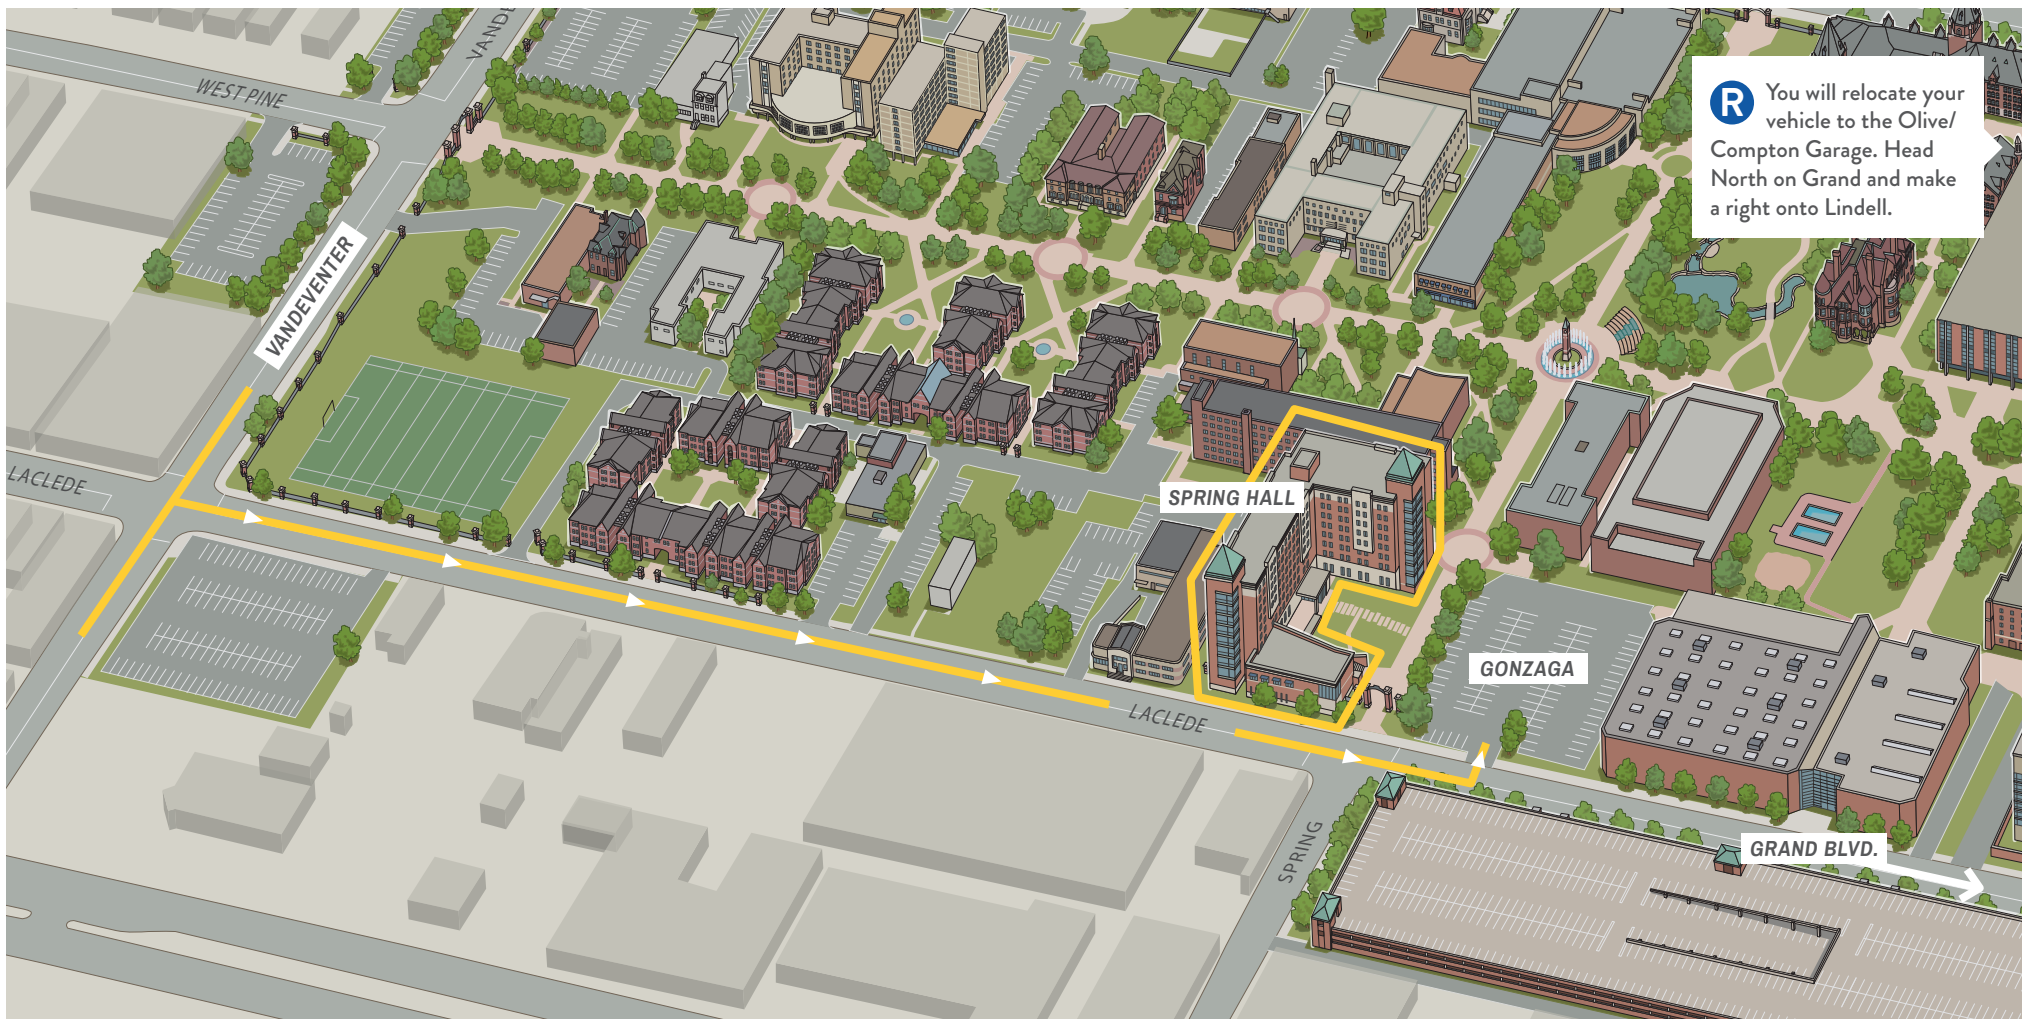 VANDE
WEST PINE
R
You will relocate your
vehicle to the Olive/
Compton Garage. Head
North on Grand and make
a right onto Lindell.
VANDEVENTER
LACLEDE
SPRING HALL
GONZAGA
LACLEDE
SPRING
GRAND BLVD.